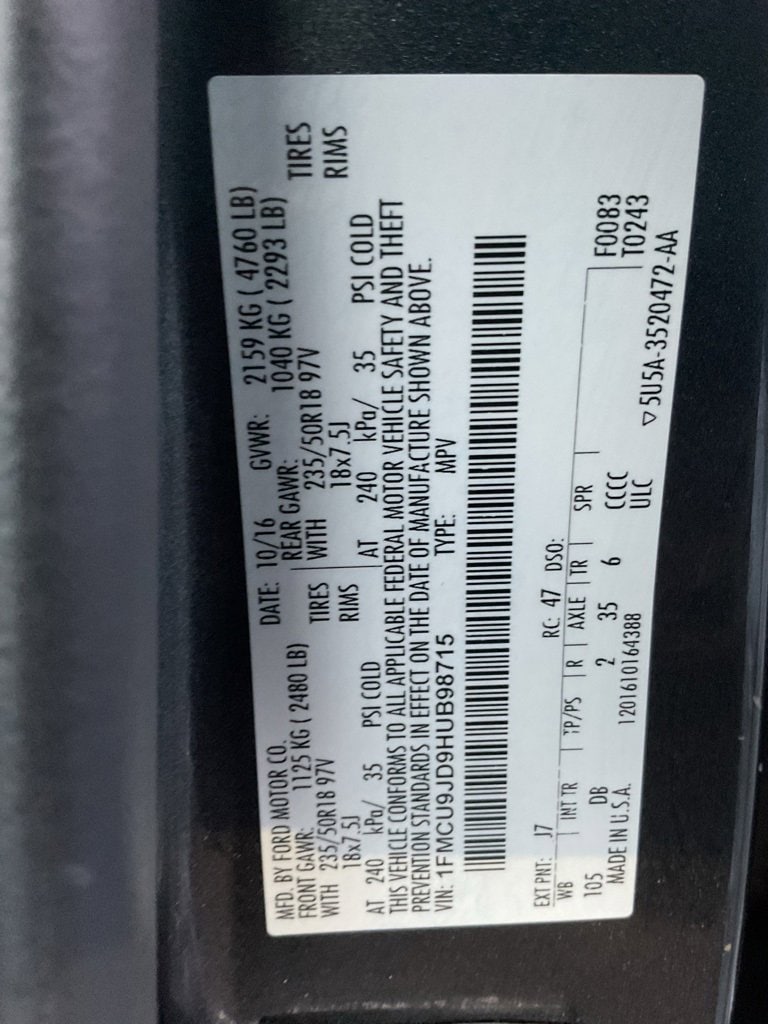 MFD. BY FORD MOTOR CO. DATE: 10/16 GVWR: 2159 KG ( 4760 LB)
FRONT GAWR: 1125 KG ( 2480 LB) REAR GAWR: 1040 KG ( 2293 LB)
WITH 235/50R18 97V TIRES WITH 235/50R18 97V TIRES
18x7.5J RIMS 18x7.5J RIMS
AT 240 kPa/ 35 PSI COLD AT 240 kPa/ 35 PSI COLD
THIS VEHICLE CONFORMS TO ALL APPLICABLE FEDERAL MOTOR VEHICLE SAFETY AND THEFT
PREVENTION STANDARDS IN EFFECT ON THE DATE OF MANUFACTURE SHOWN ABOVE.
VIN: 1FMCU9JD9HUB98715 TYPE: MPV
EXT PNT: J7 RC: 47 DSO:
WB INT TR TP/PS R AXLE TR SPR F0083
105 DB 2 35 6 CCCC T0243
MADE IN U.S.A. 1201610164388 ULC ▽5U5A-3520472-AA